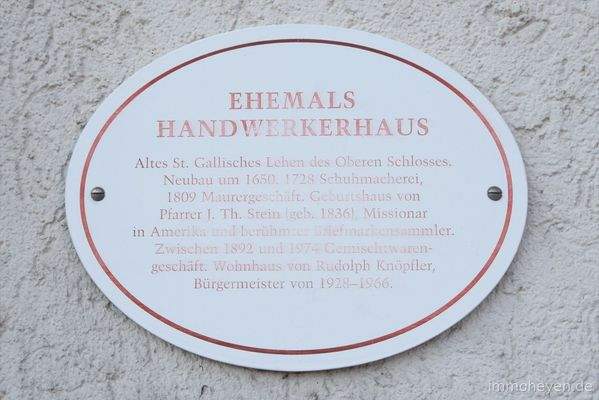 EHEMALS
HANDWERKERHAUS
Altes St. Gallisches Lehen des Oberen Schlosses.
Neubau um 1650. 1728 Schuhmacherei,
1809 Maurergeschäft. Geburtshaus von
Pfarrer J. Th. Stein (geb. 1836), Missionar
in Amerika und berühmter Briefmarkensammler.
Zwischen 1892 und 1974 Gemischtwaren-
geschäft. Wohnhaus von Rudolph Knöpfler,
Bürgermeister von 1928–1966.
immoheyen.de